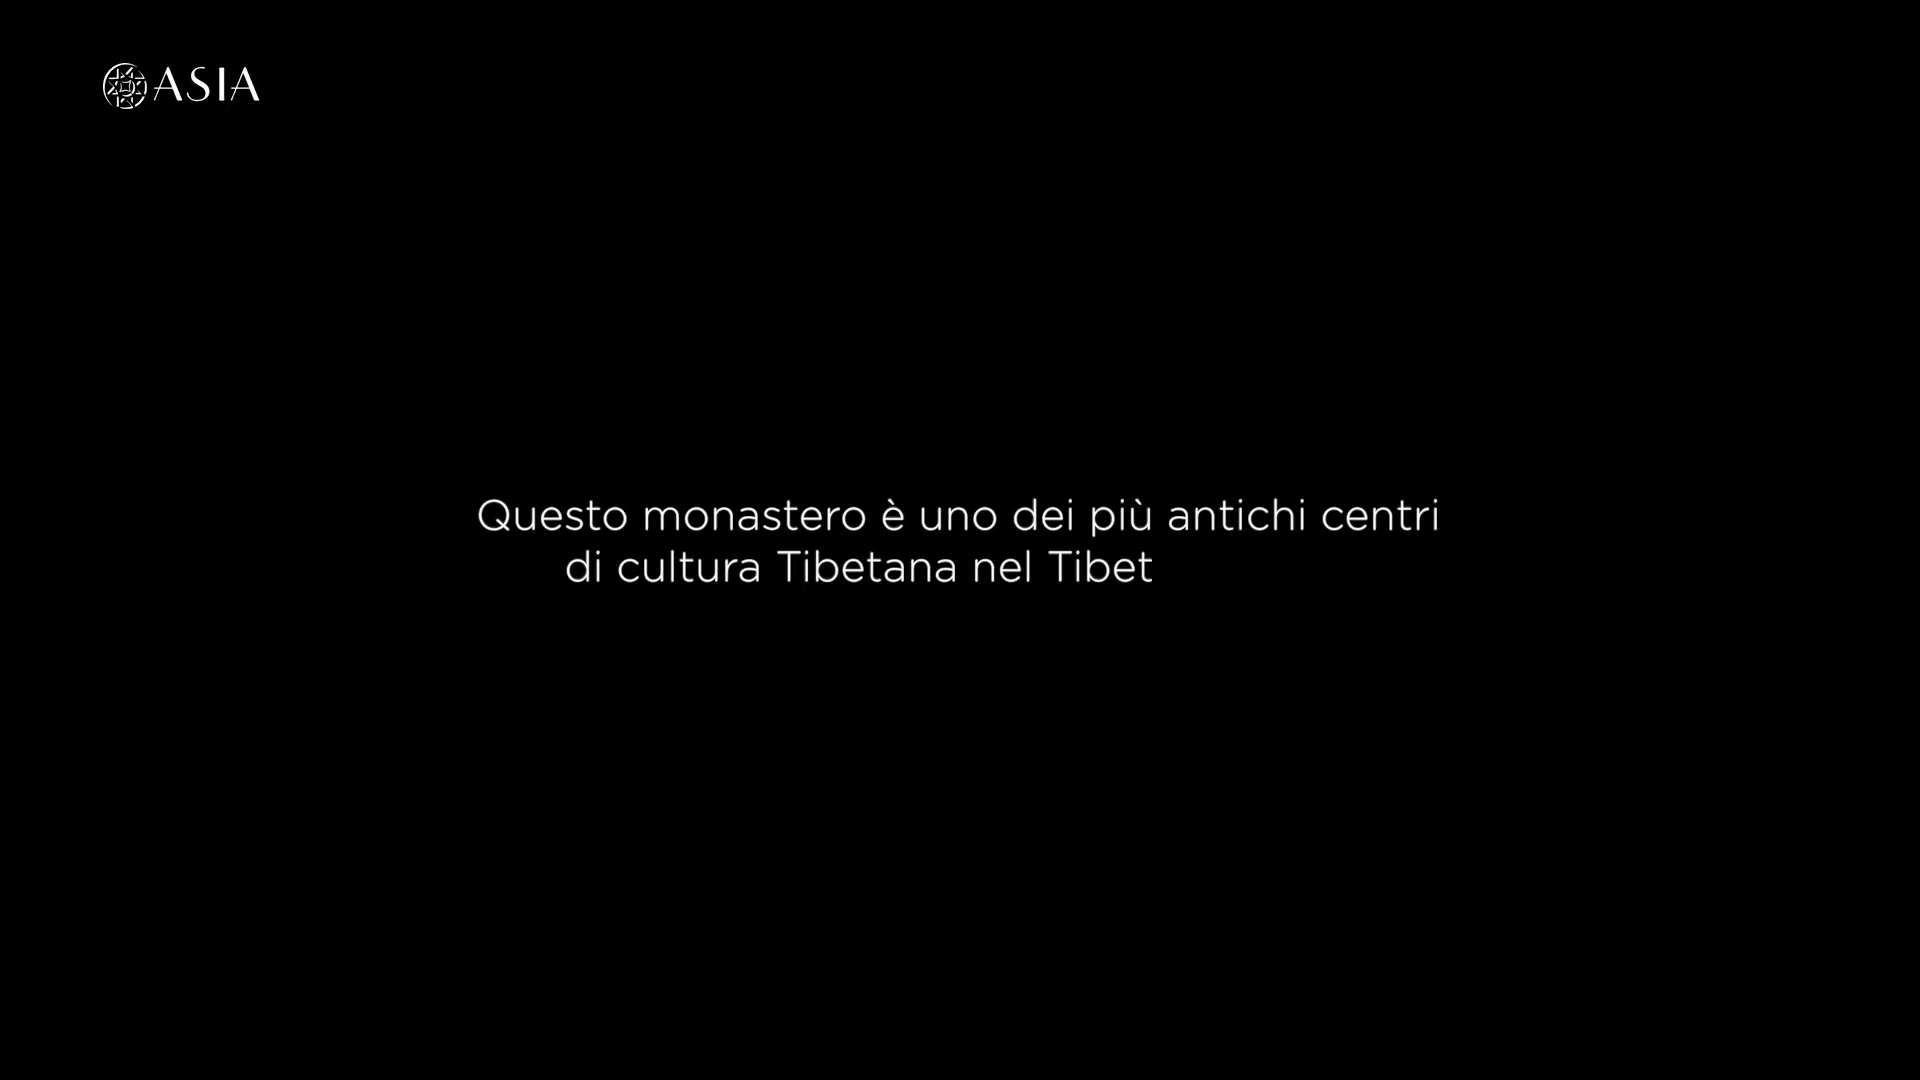 ASIA
Questo monastero è uno dei più antichi centri
di cultura Tibetana nel Tibet